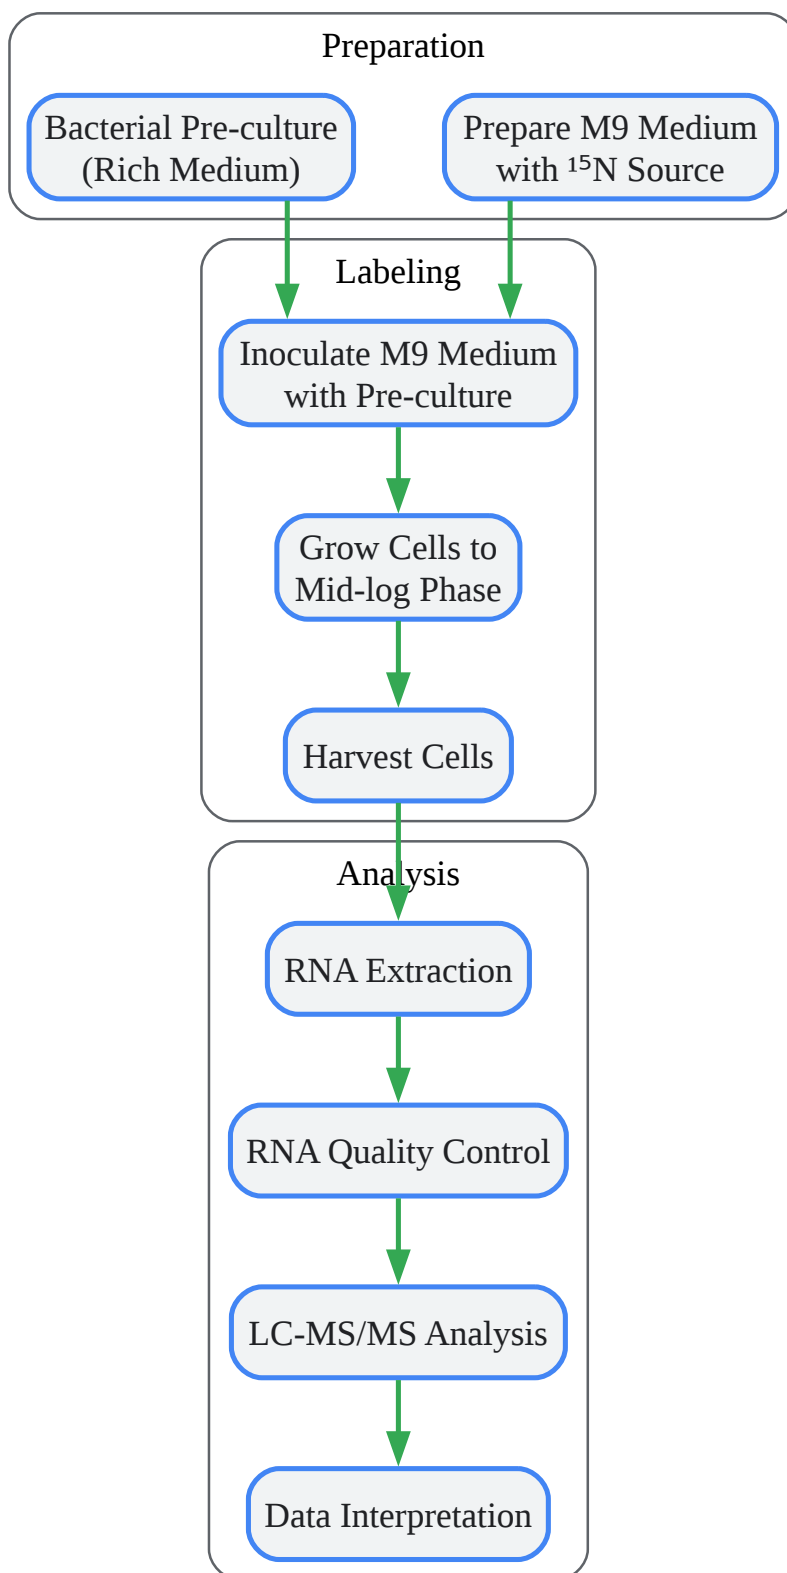 Preparation
Bacterial Pre-culture
(Rich Medium)
Prepare M9 Medium
with ¹⁵N Source
Labeling
Inoculate M9 Medium
with Pre-culture
Grow Cells to
Mid-log Phase
Harvest Cells
Analysis
RNA Extraction
RNA Quality Control
LC-MS/MS Analysis
Data Interpretation